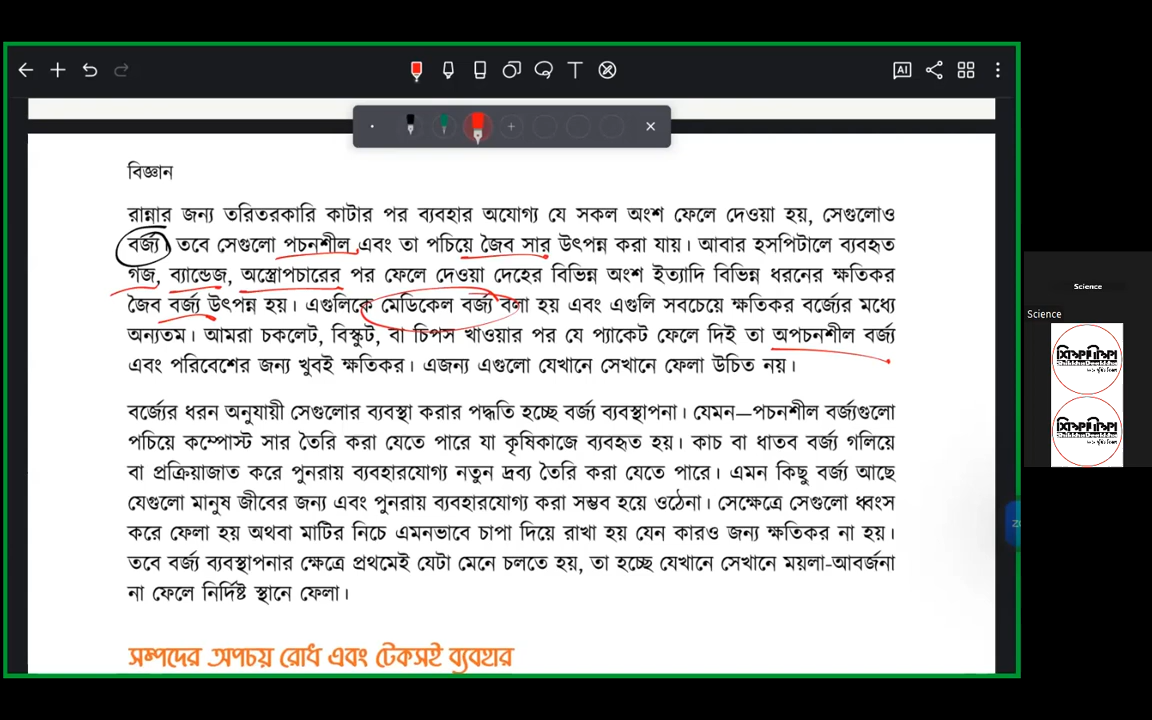 AI
বিজ্ঞান
রান্নার জন্য তরিতরকারি কাটার পর ব্যবহার অযোগ্য যে সকল অংশ ফেলে দেওয়া হয়, সেগুলোও
বর্জ্য। তবে সেগুলো পচনশীল এবং তা পচিয়ে জৈব সার উৎপন্ন করা যায়। আবার হসপিটালে ব্যবহৃত
গজ, ব্যান্ডেজ, অস্ত্রোপচারের পর ফেলে দেওয়া দেহের বিভিন্ন অংশ ইত্যাদি বিভিন্ন ধরনের ক্ষতিকর
জৈব বর্জ্য উৎপন্ন হয়। এগুলিকে মেডিকেল বর্জ্য বলা হয় এবং এগুলি সবচেয়ে ক্ষতিকর বর্জ্যের মধ্যে
অন্যতম। আমরা চকলেট, বিস্কুট, বা চিপস খাওয়ার পর যে প্যাকেট ফেলে দিই তা অপচনশীল বর্জ্য
এবং পরিবেশের জন্য খুবই ক্ষতিকর। এজন্য এগুলো যেখানে সেখানে ফেলা উচিত নয়।
বর্জ্যের ধরন অনুযায়ী সেগুলোর ব্যবস্থা করার পদ্ধতি হচ্ছে বর্জ্য ব্যবস্থাপনা। যেমন—পচনশীল বর্জ্যগুলো
পচিয়ে কম্পোস্ট সার তৈরি করা যেতে পারে যা কৃষিকাজে ব্যবহৃত হয়। কাচ বা ধাতব বর্জ্য গলিয়ে
বা প্রক্রিয়াজাত করে পুনরায় ব্যবহারযোগ্য নতুন দ্রব্য তৈরি করা যেতে পারে। এমন কিছু বর্জ্য আছে
যেগুলো মানুষ জীবের জন্য এবং পুনরায় ব্যবহারযোগ্য করা সম্ভব হয়ে ওঠেনা। সেক্ষেত্রে সেগুলো ধ্বংস
করে ফেলা হয় অথবা মাটির নিচে এমনভাবে চাপা দিয়ে রাখা হয় যেন কারও জন্য ক্ষতিকর না হয়।
তবে বর্জ্য ব্যবস্থাপনার ক্ষেত্রে প্রথমেই যেটা মেনে চলতে হয়, তা হচ্ছে যেখানে সেখানে ময়লা-আবর্জনা
না ফেলে নির্দিষ্ট স্থানে ফেলা।
সম্পদের অপচয় রোধ এবং টেকসই ব্যবহার
Science
Science